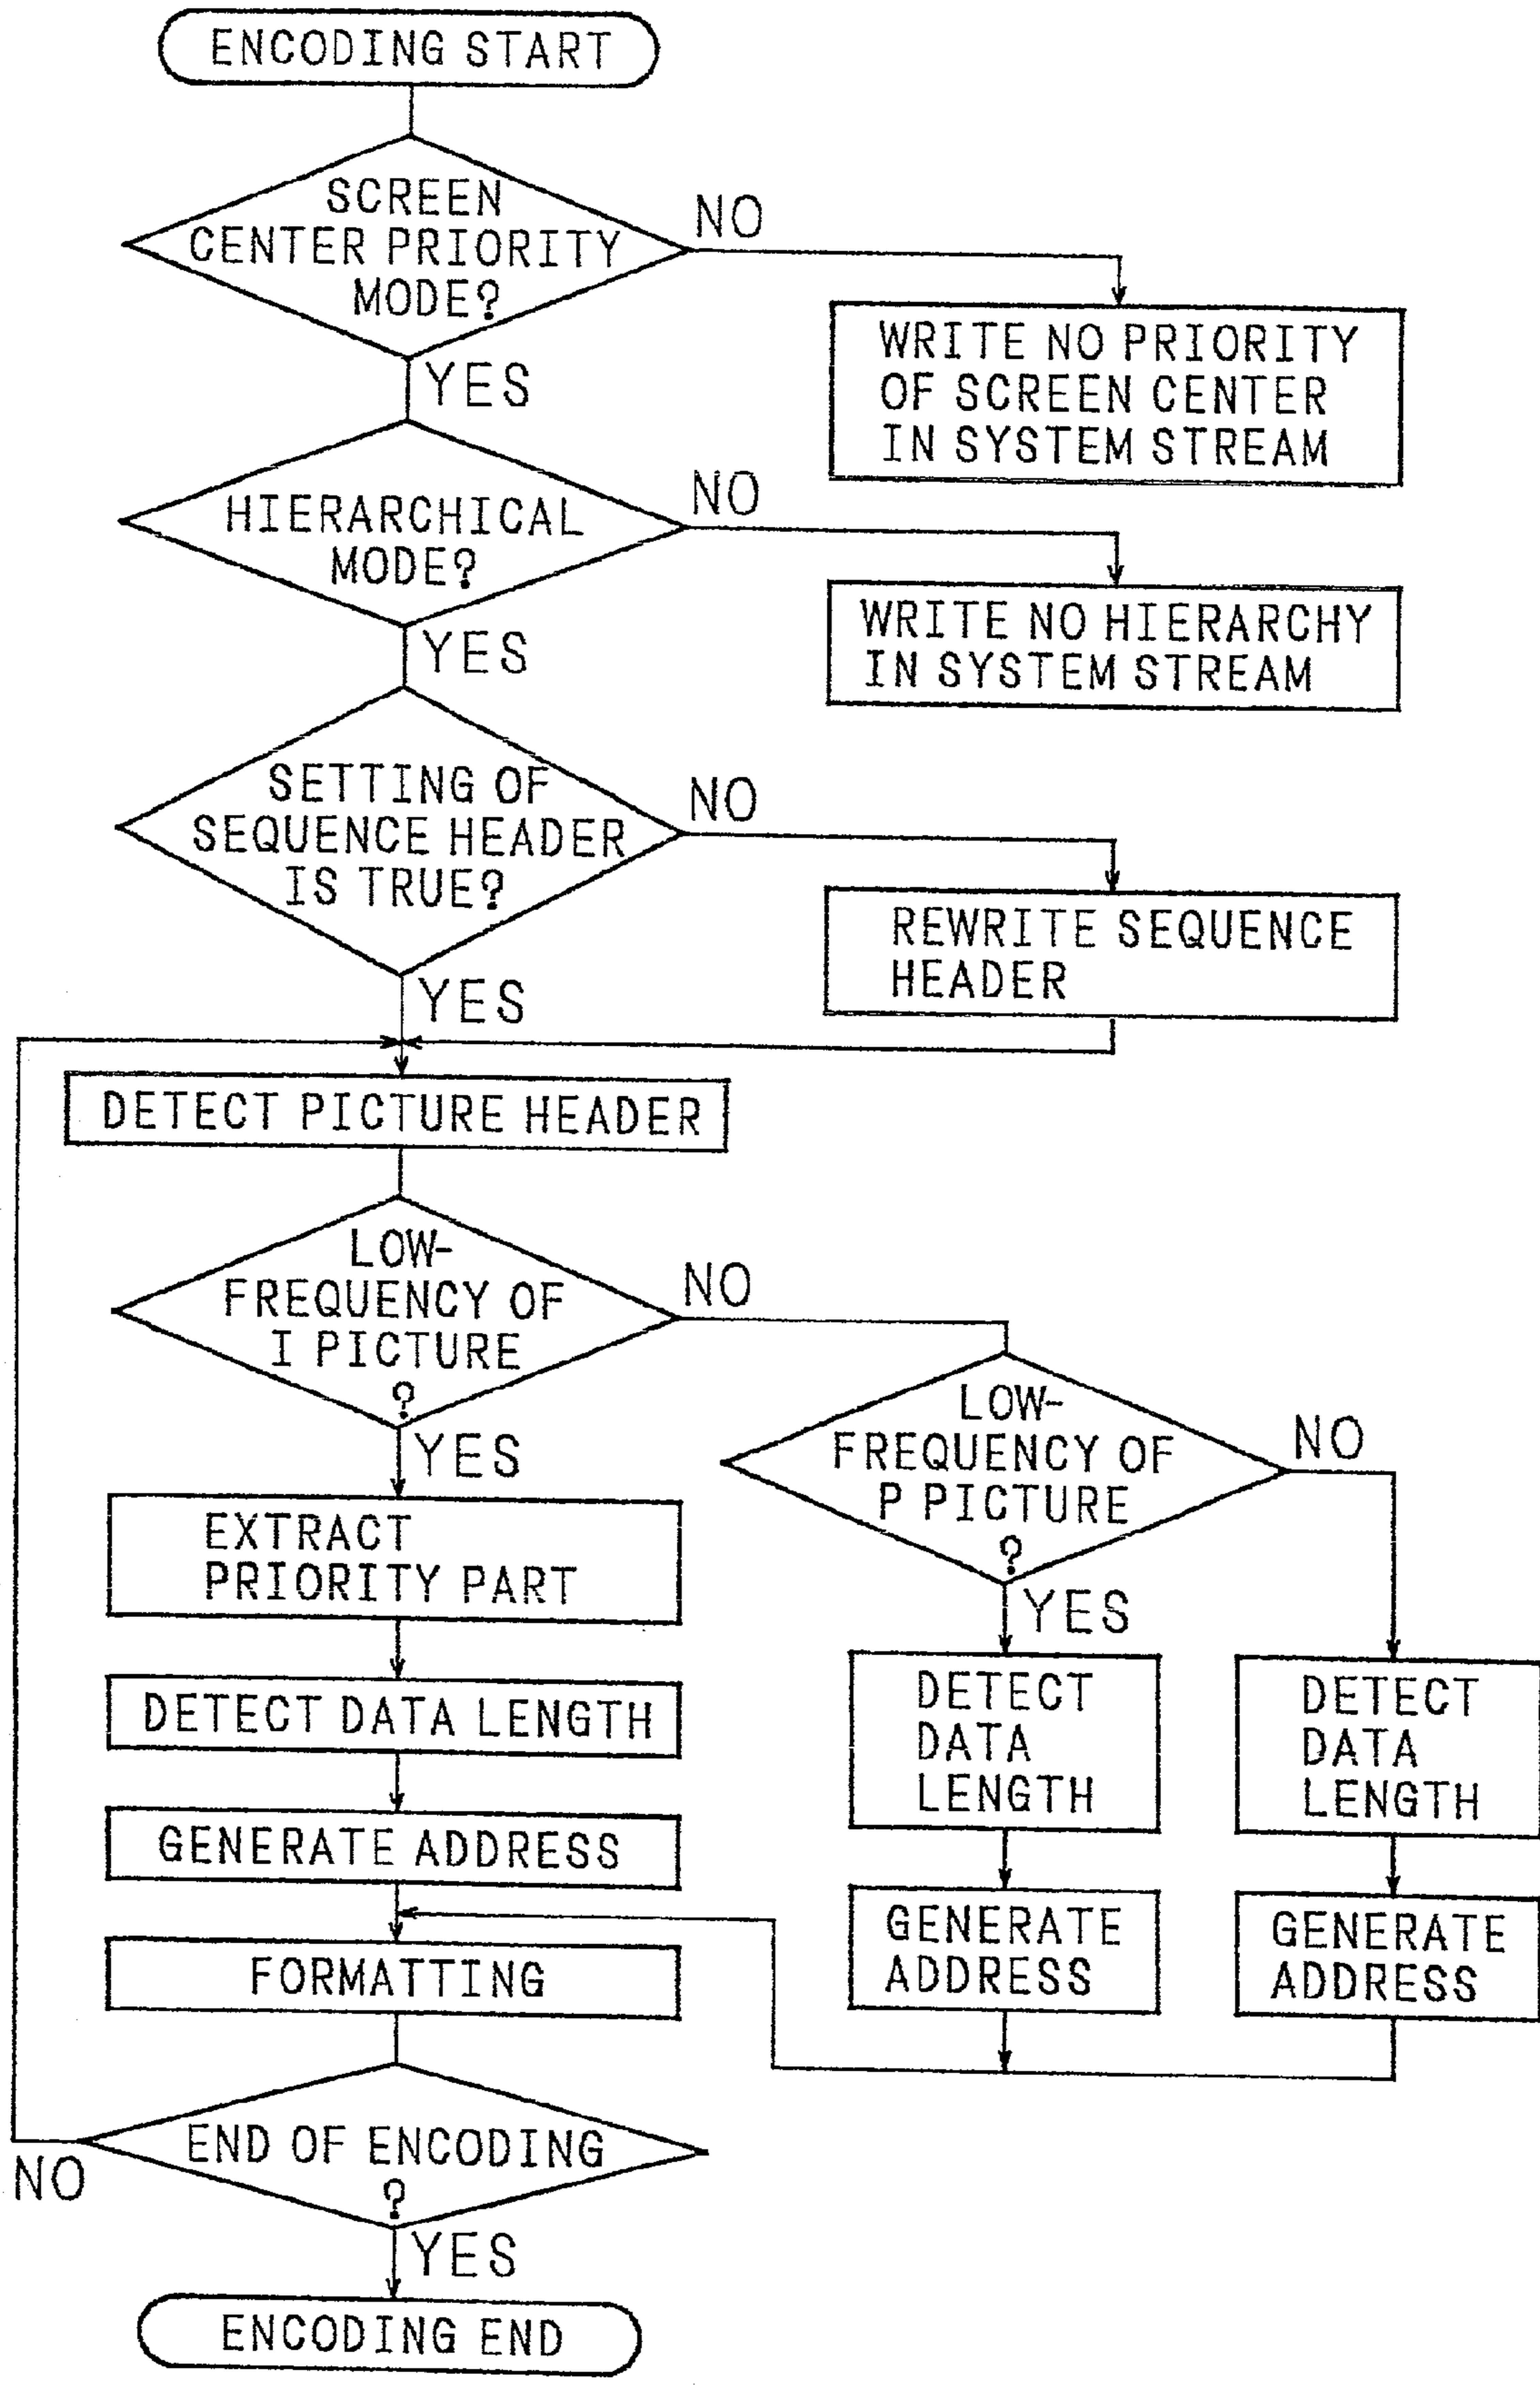 ENCODING START
SCREEN
CENTER PRIORITY
MODE?
NO
YES
WRITE NO PRIORITY
OF SCREEN CENTER
IN SYSTEM STREAM
HIERARCHICAL
MODE?
NO
YES
WRITE NO HIERARCHY
IN SYSTEM STREAM
SETTING OF
SEQUENCE HEADER
IS TRUE?
NO
YES
REWRITE SEQUENCE
HEADER
DETECT PICTURE HEADER
LOW-
FREQUENCY OF
I PICTURE
?
NO
YES
LOW-
FREQUENCY OF
P PICTURE
?
NO
YES
EXTRACT
PRIORITY PART
DETECT DATA LENGTH
GENERATE ADDRESS
DETECT
DATA
LENGTH
GENERATE
ADDRESS
DETECT
DATA
LENGTH
GENERATE
ADDRESS
FORMATTING
END OF ENCODING
?
NO
YES
ENCODING END